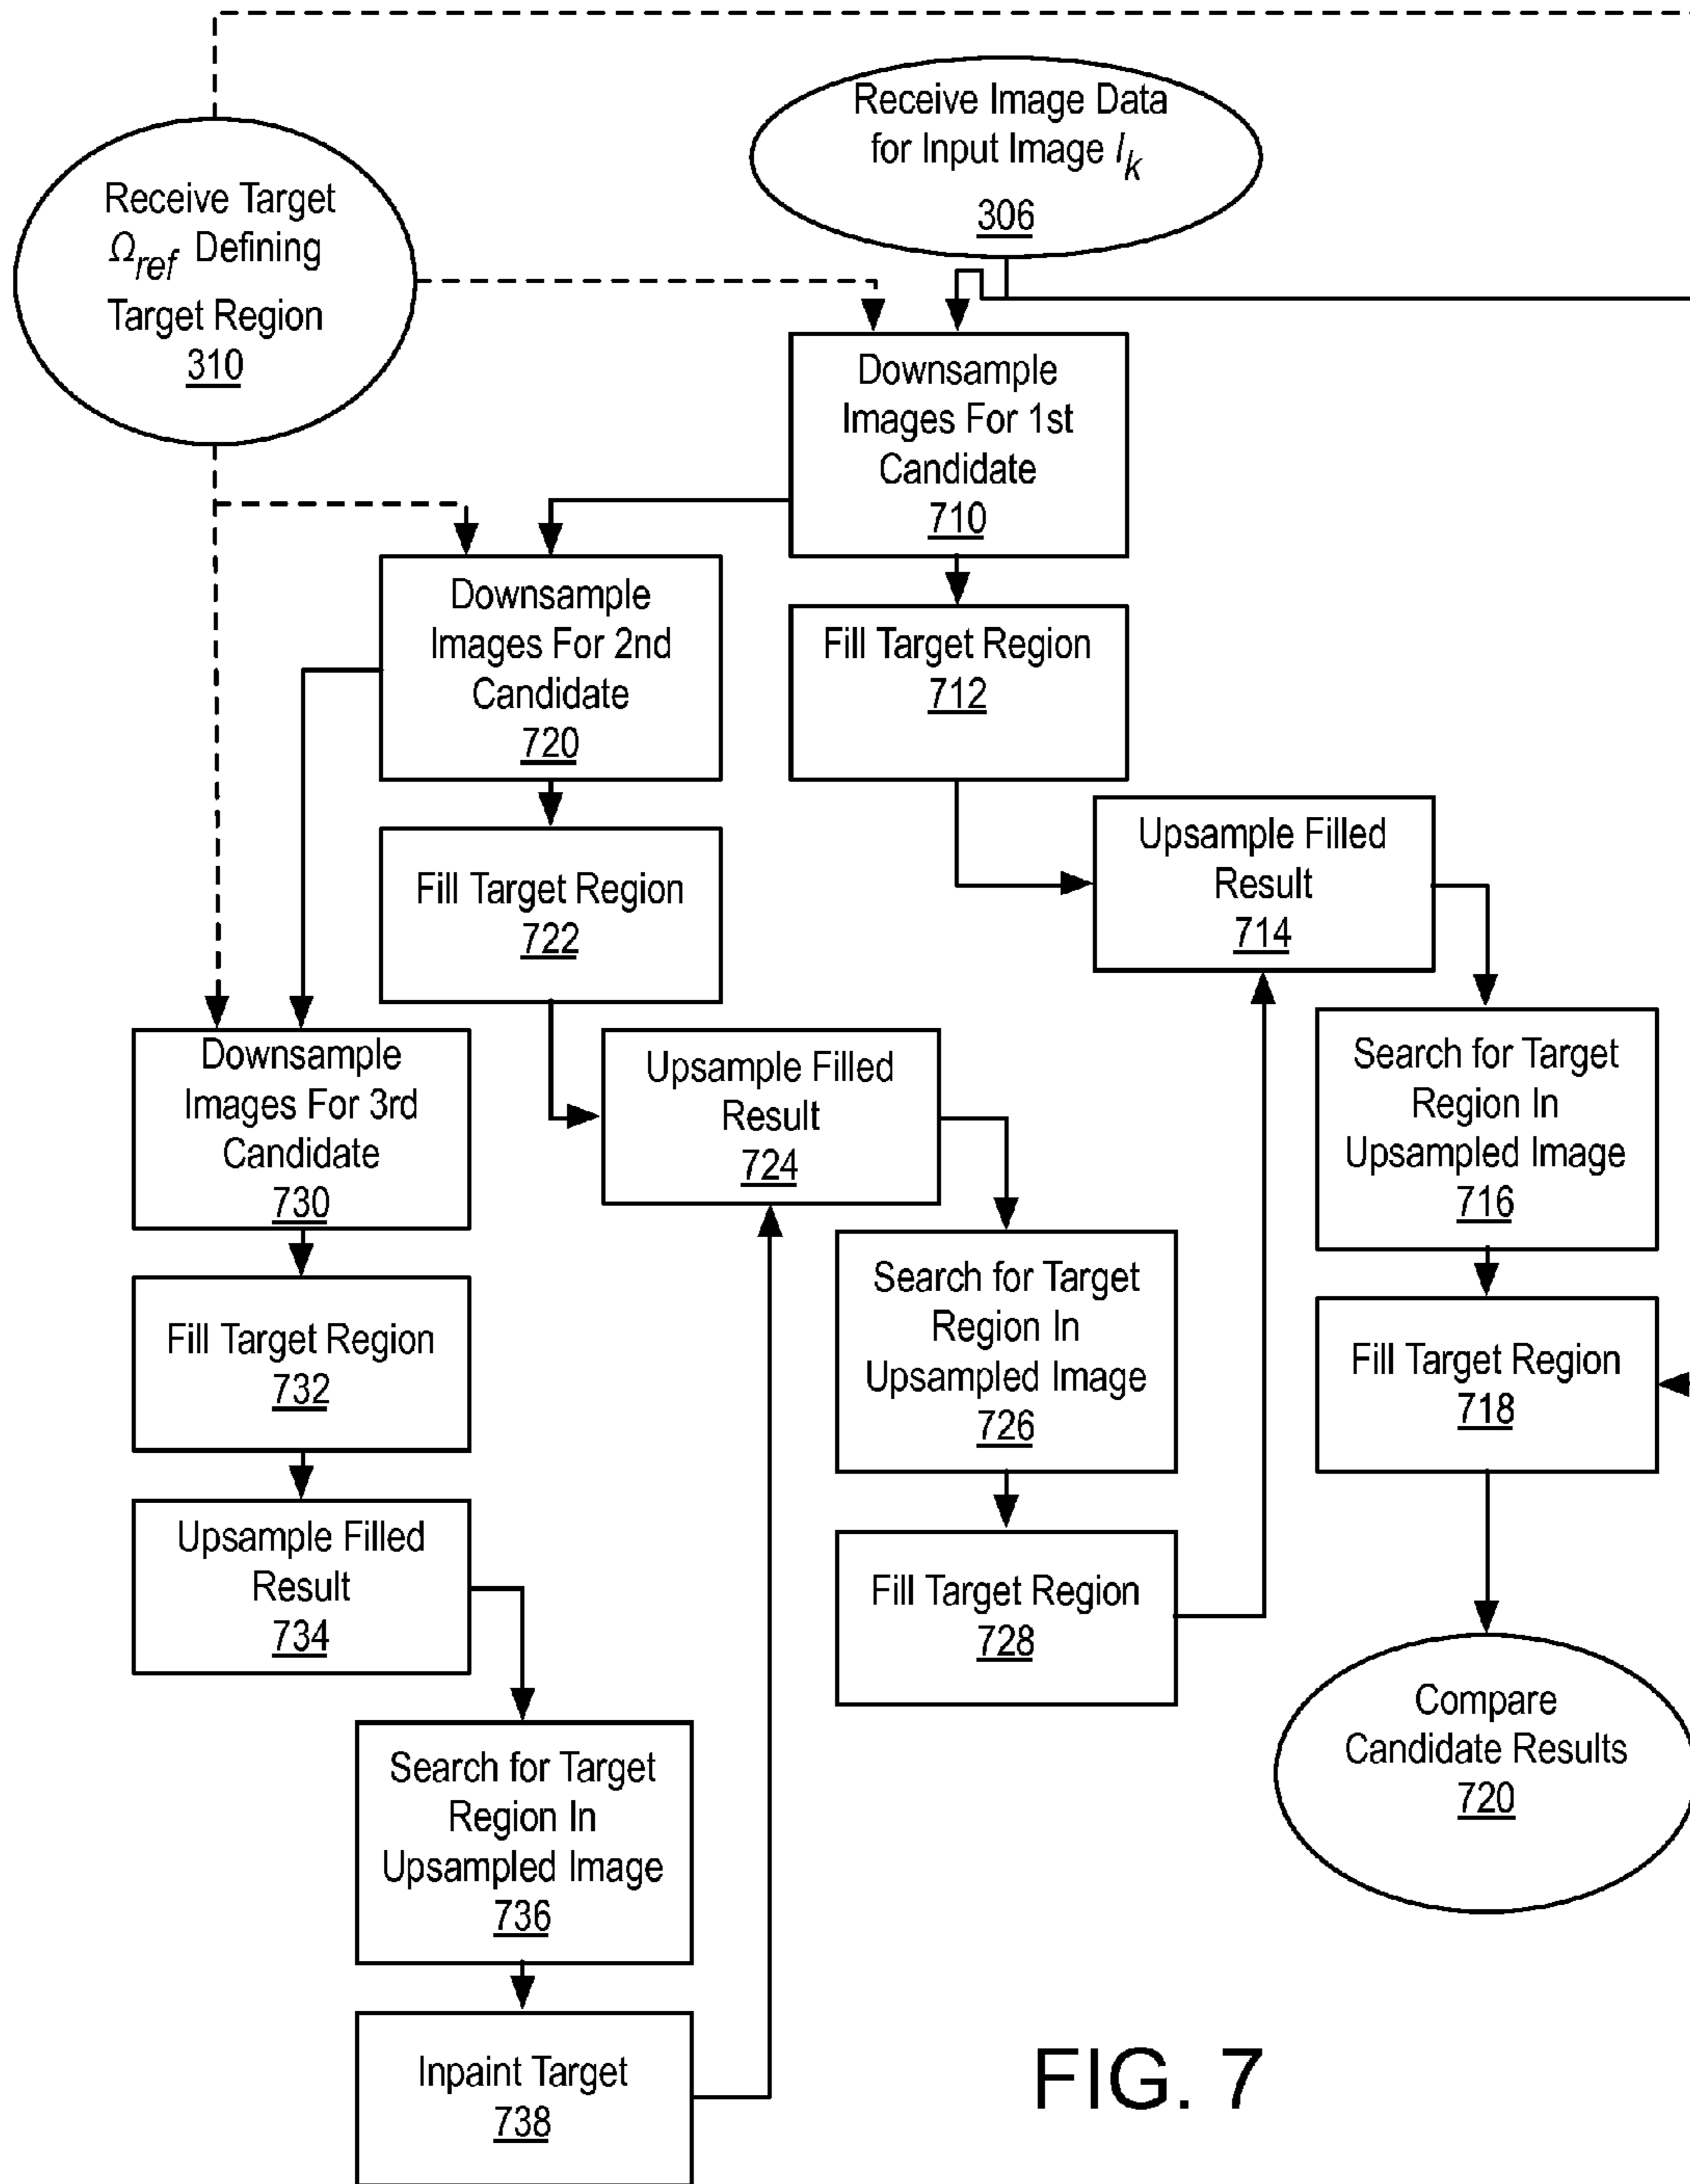 Receive Image Data
for Input Image Ik
306
Receive Target
Ωref Defining
Target Region
310
Downsample
Images For 1st
Candidate
710
Downsample
Images For 2nd
Candidate
720
Fill Target Region
712
Upsample Filled
Result
714
Fill Target Region
722
Search for Target
Region In
Upsampled Image
716
Downsample
Images For 3rd
Candidate
730
Upsample Filled
Result
724
Search for Target
Region In
Upsampled Image
726
Fill Target Region
732
Fill Target Region
718
Upsample Filled
Result
734
Fill Target Region
728
Compare
Candidate Results
720
Search for Target
Region In
Upsampled Image
736
Inpaint Target
738
FIG. 7